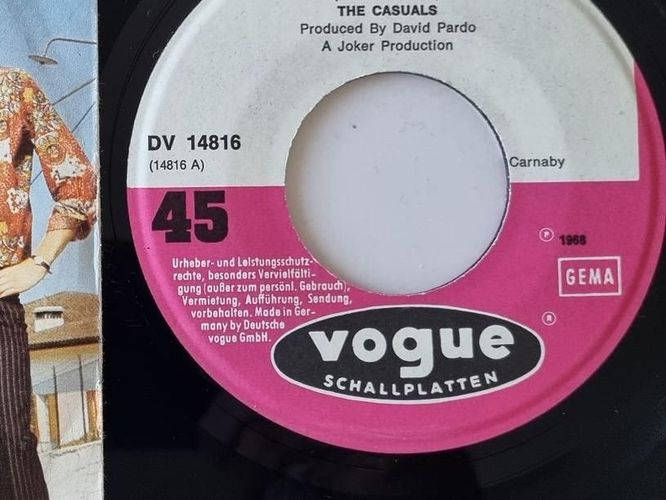 THE CASUALS
Produced By David Pardo
A Joker Production
DV 14816
(14816 A)
Carnaby
45
Ⓟ 1968
GEMA
Urheber- und Leistungsschutz-
rechte, besonders Vervielfälti-
gung (außer zum persönl. Gebrauch),
Vermietung, Aufführung, Sendung,
vorbehalten. Made in Ger-
many by Deutsche
vogue GmbH.
®
vogue
SCHALLPLATTEN